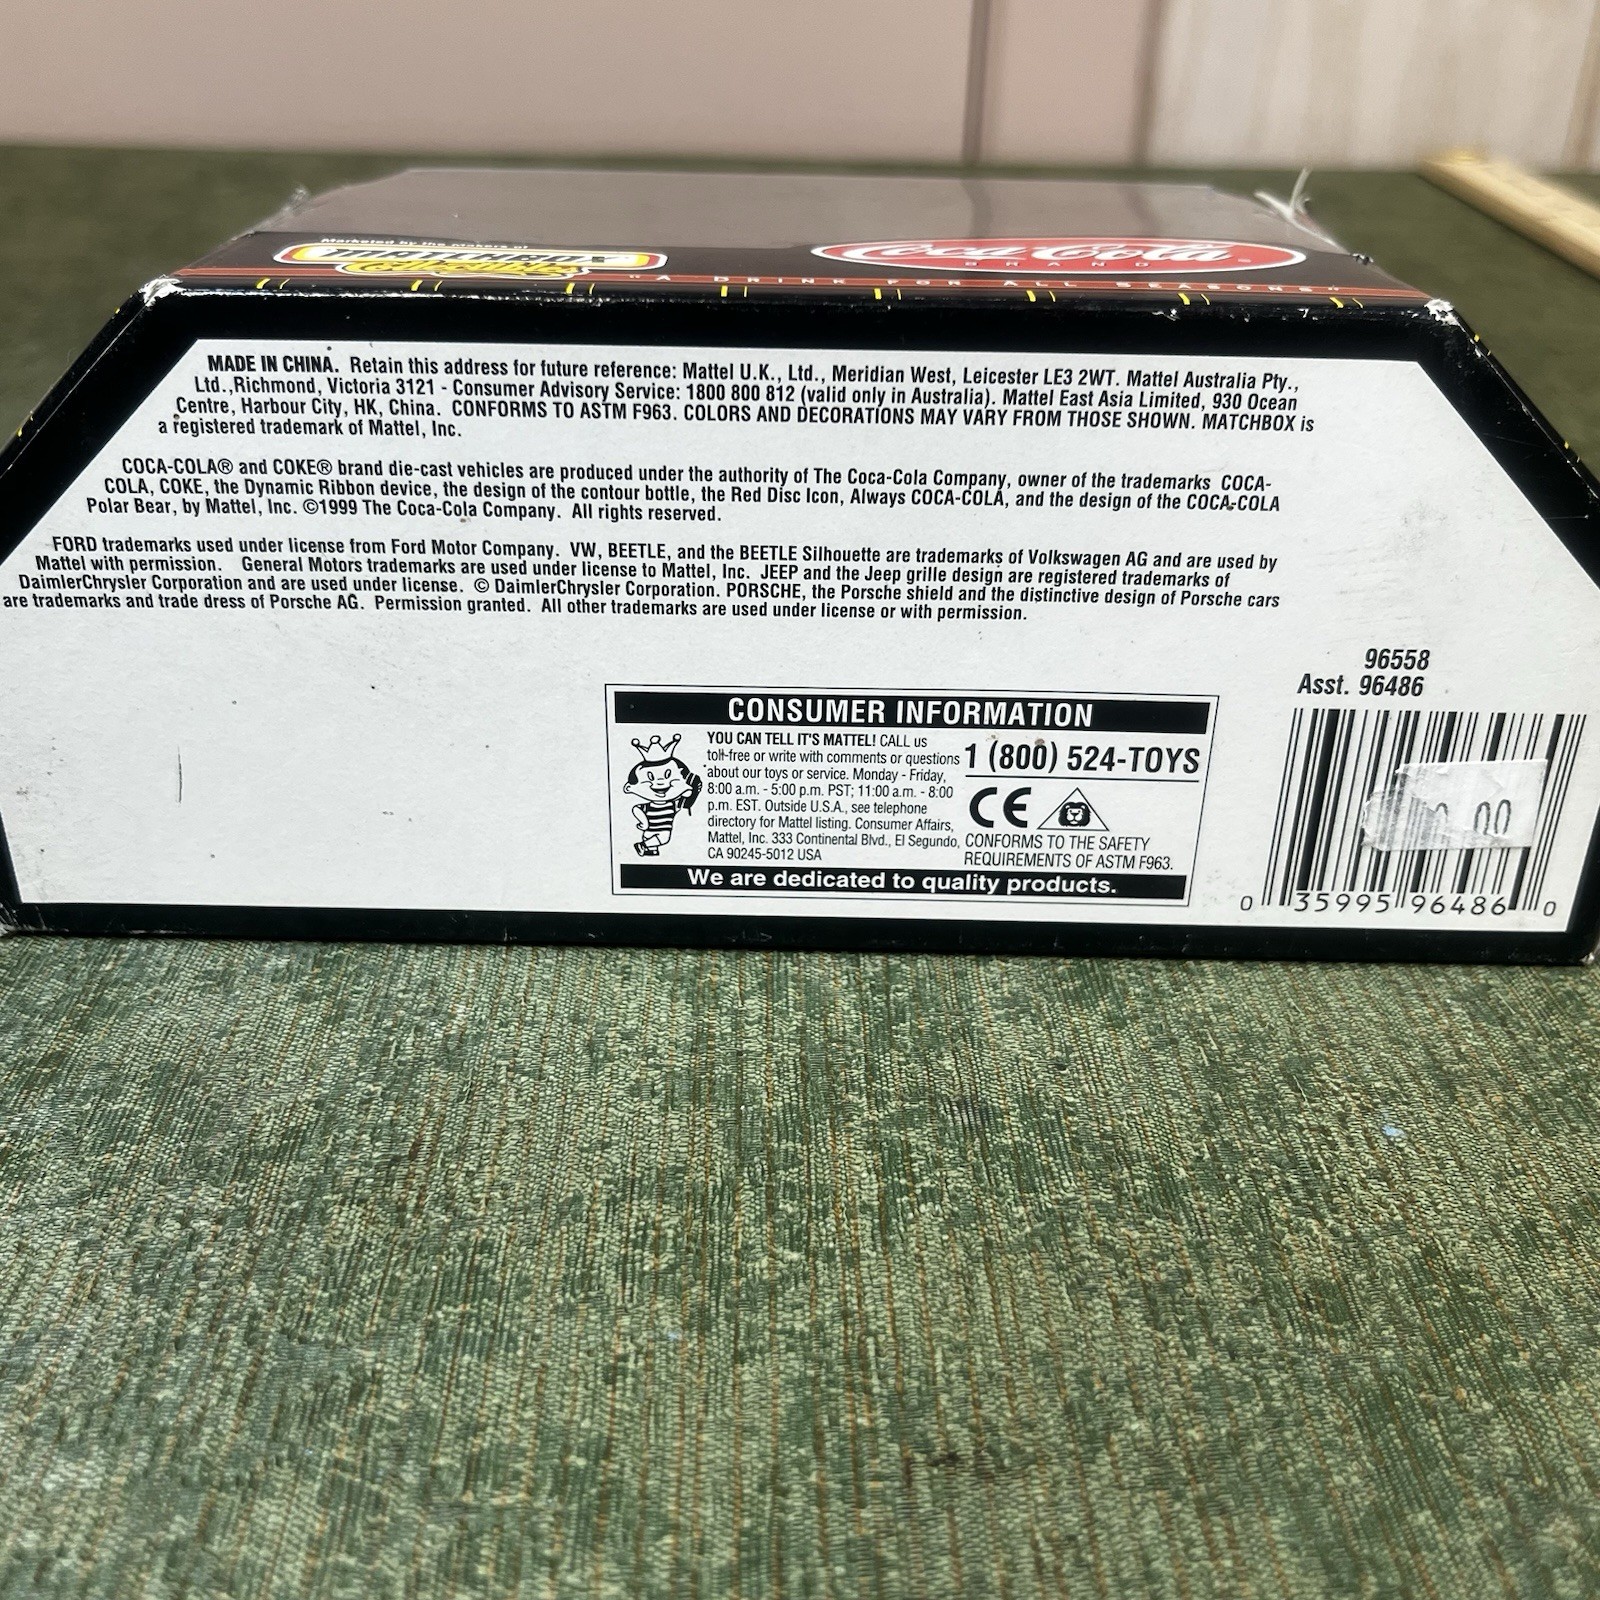 Marketed by the makers of
MATCHBOX
Collectibles
Coca-Cola®
BRAND
"A DRINK FOR ALL SEASONS"
MADE IN CHINA. Retain this address for future reference: Mattel U.K., Ltd., Meridian West, Leicester LE3 2WT. Mattel Australia Pty.,
Ltd.,Richmond, Victoria 3121 - Consumer Advisory Service: 1800 800 812 (valid only in Australia). Mattel East Asia Limited, 930 Ocean
Centre, Harbour City, HK, China. CONFORMS TO ASTM F963. COLORS AND DECORATIONS MAY VARY FROM THOSE SHOWN. MATCHBOX is
a registered trademark of Mattel, Inc.
COCA-COLA® and COKE® brand die-cast vehicles are produced under the authority of The Coca-Cola Company, owner of the trademarks COCA-
COLA, COKE, the Dynamic Ribbon device, the design of the contour bottle, the Red Disc Icon, Always COCA-COLA, and the design of the COCA-COLA
Polar Bear, by Mattel, Inc. ©1999 The Coca-Cola Company. All rights reserved.
FORD trademarks used under license from Ford Motor Company. VW, BEETLE, and the BEETLE Silhouette are trademarks of Volkswagen AG and are used by
Mattel with permission. General Motors trademarks are used under license to Mattel, Inc. JEEP and the Jeep grille design are registered trademarks of
DaimlerChrysler Corporation and are used under license. © DaimlerChrysler Corporation. PORSCHE, the Porsche shield and the distinctive design of Porsche cars
are trademarks and trade dress of Porsche AG. Permission granted. All other trademarks are used under license or with permission.
96558
Asst. 96486
CONSUMER INFORMATION
YOU CAN TELL IT'S MATTEL! CALL us
toll-free or write with comments or questions
about our toys or service. Monday - Friday,
8:00 a.m. - 5:00 p.m. PST; 11:00 a.m. - 8:00
p.m. EST. Outside U.S.A., see telephone
directory for Mattel listing. Consumer Affairs,
Mattel, Inc. 333 Continental Blvd., El Segundo,
CA 90245-5012 USA
1 (800) 524-TOYS
CE
CONFORMS TO THE SAFETY
REQUIREMENTS OF ASTM F963.
We are dedicated to quality products.
0 35995 96486 0